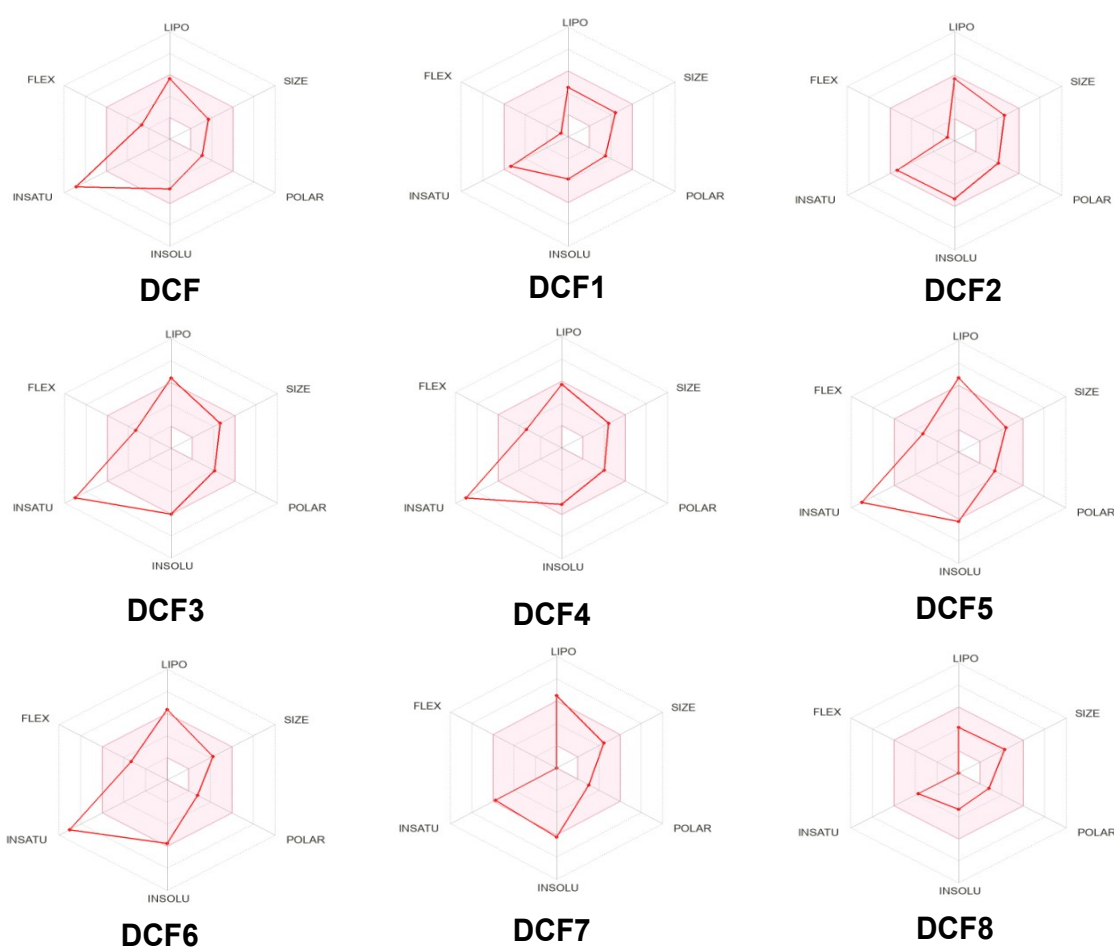 LIPO
FLEX
SIZE
INSATU
POLAR
INSOLU
DCF
LIPO
FLEX
SIZE
INSATU
POLAR
INSOLU
DCF1
LIPO
FLEX
SIZE
INSATU
POLAR
INSOLU
DCF2
LIPO
FLEX
SIZE
INSATU
POLAR
INSOLU
DCF3
LIPO
FLEX
SIZE
INSATU
POLAR
INSOLU
DCF4
LIPO
FLEX
SIZE
INSATU
POLAR
INSOLU
DCF5
LIPO
FLEX
SIZE
INSATU
POLAR
INSOLU
DCF6
LIPO
FLEX
SIZE
INSATU
POLAR
INSOLU
DCF7
LIPO
FLEX
SIZE
INSATU
POLAR
INSOLU
DCF8